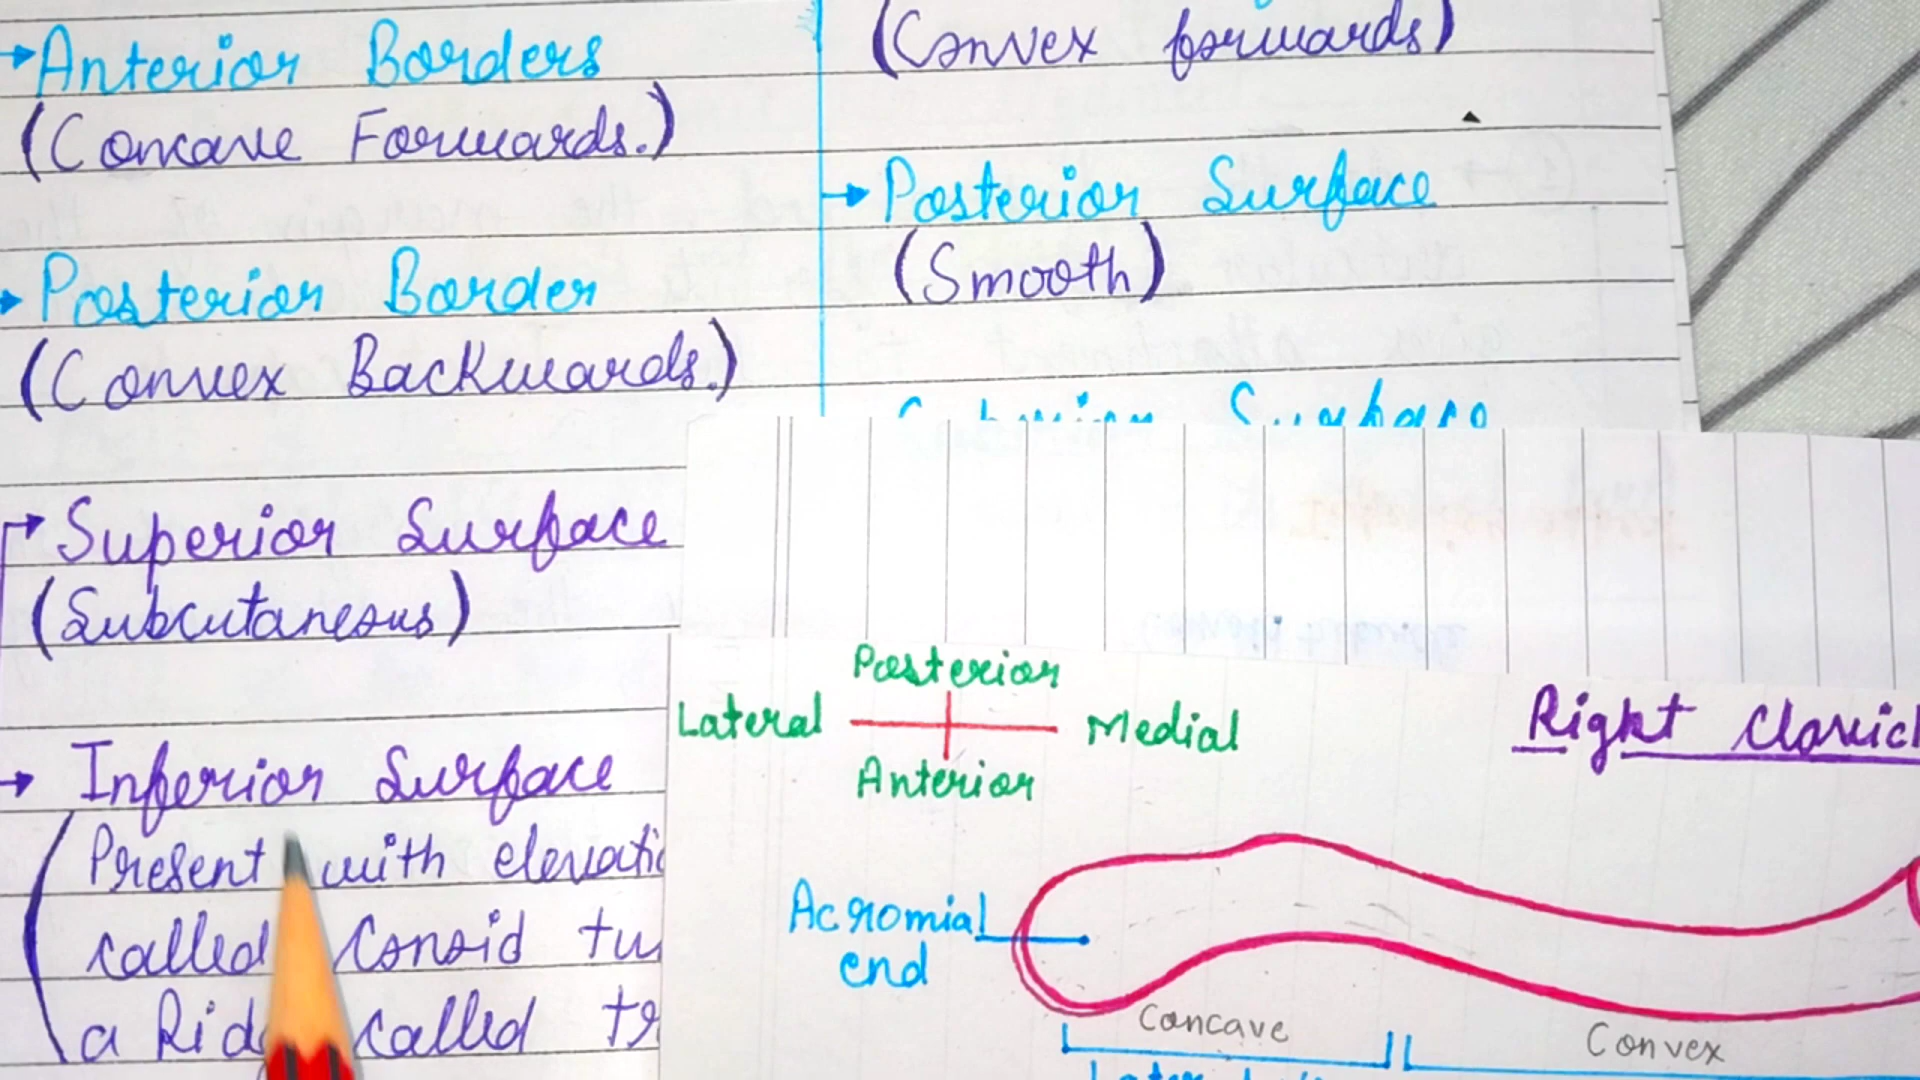 →Anterior Borders
(Concave Forwards.)
→Posterior Border
(Convex Backwards.)
→Superior Surface
(Subcutaneous)
→Inferior Surface
(Present with
called Conoid
a called
(Convex forwards)
→Posterior Surface
(Smooth)
Surface
Posterior
Lateral Medial
Anterior
Right
Acromial
end
Concave
Convex